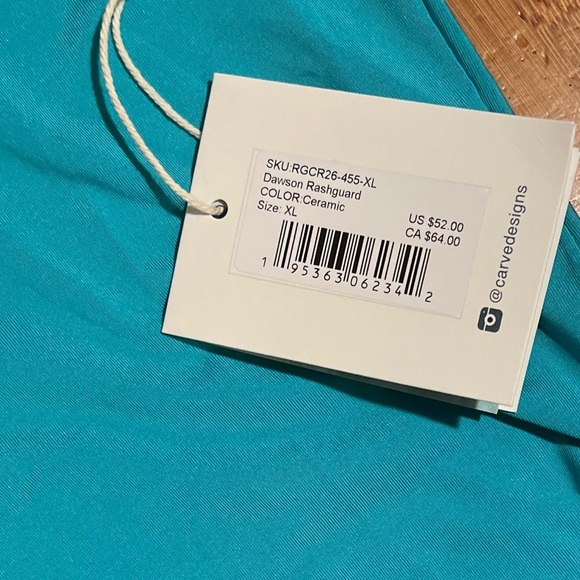 SKU:RGCR26-455-XL
Dawson Rashguard
COLOR:Ceramic
Size: XL
US $52.00
CA $64.00
1 95363 06234 2
@carvedesigns